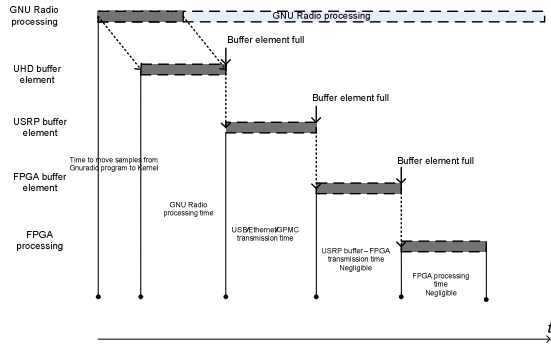 GNU Radio
processing
GNU Radio processing
Buffer element full
UHD buffer
element
Buffer element full
USRP buffer
element
Buffer element full
FPGA buffer
element
Time to move samples from
Gnuradio program to Kernel
GNU Radio
processing time
USB/Ethernet/GPMC
transmission time
USRP buffer – FPGA
transmission time
Negligible
FPGA processing
time
Negligible
FPGA
processing
t